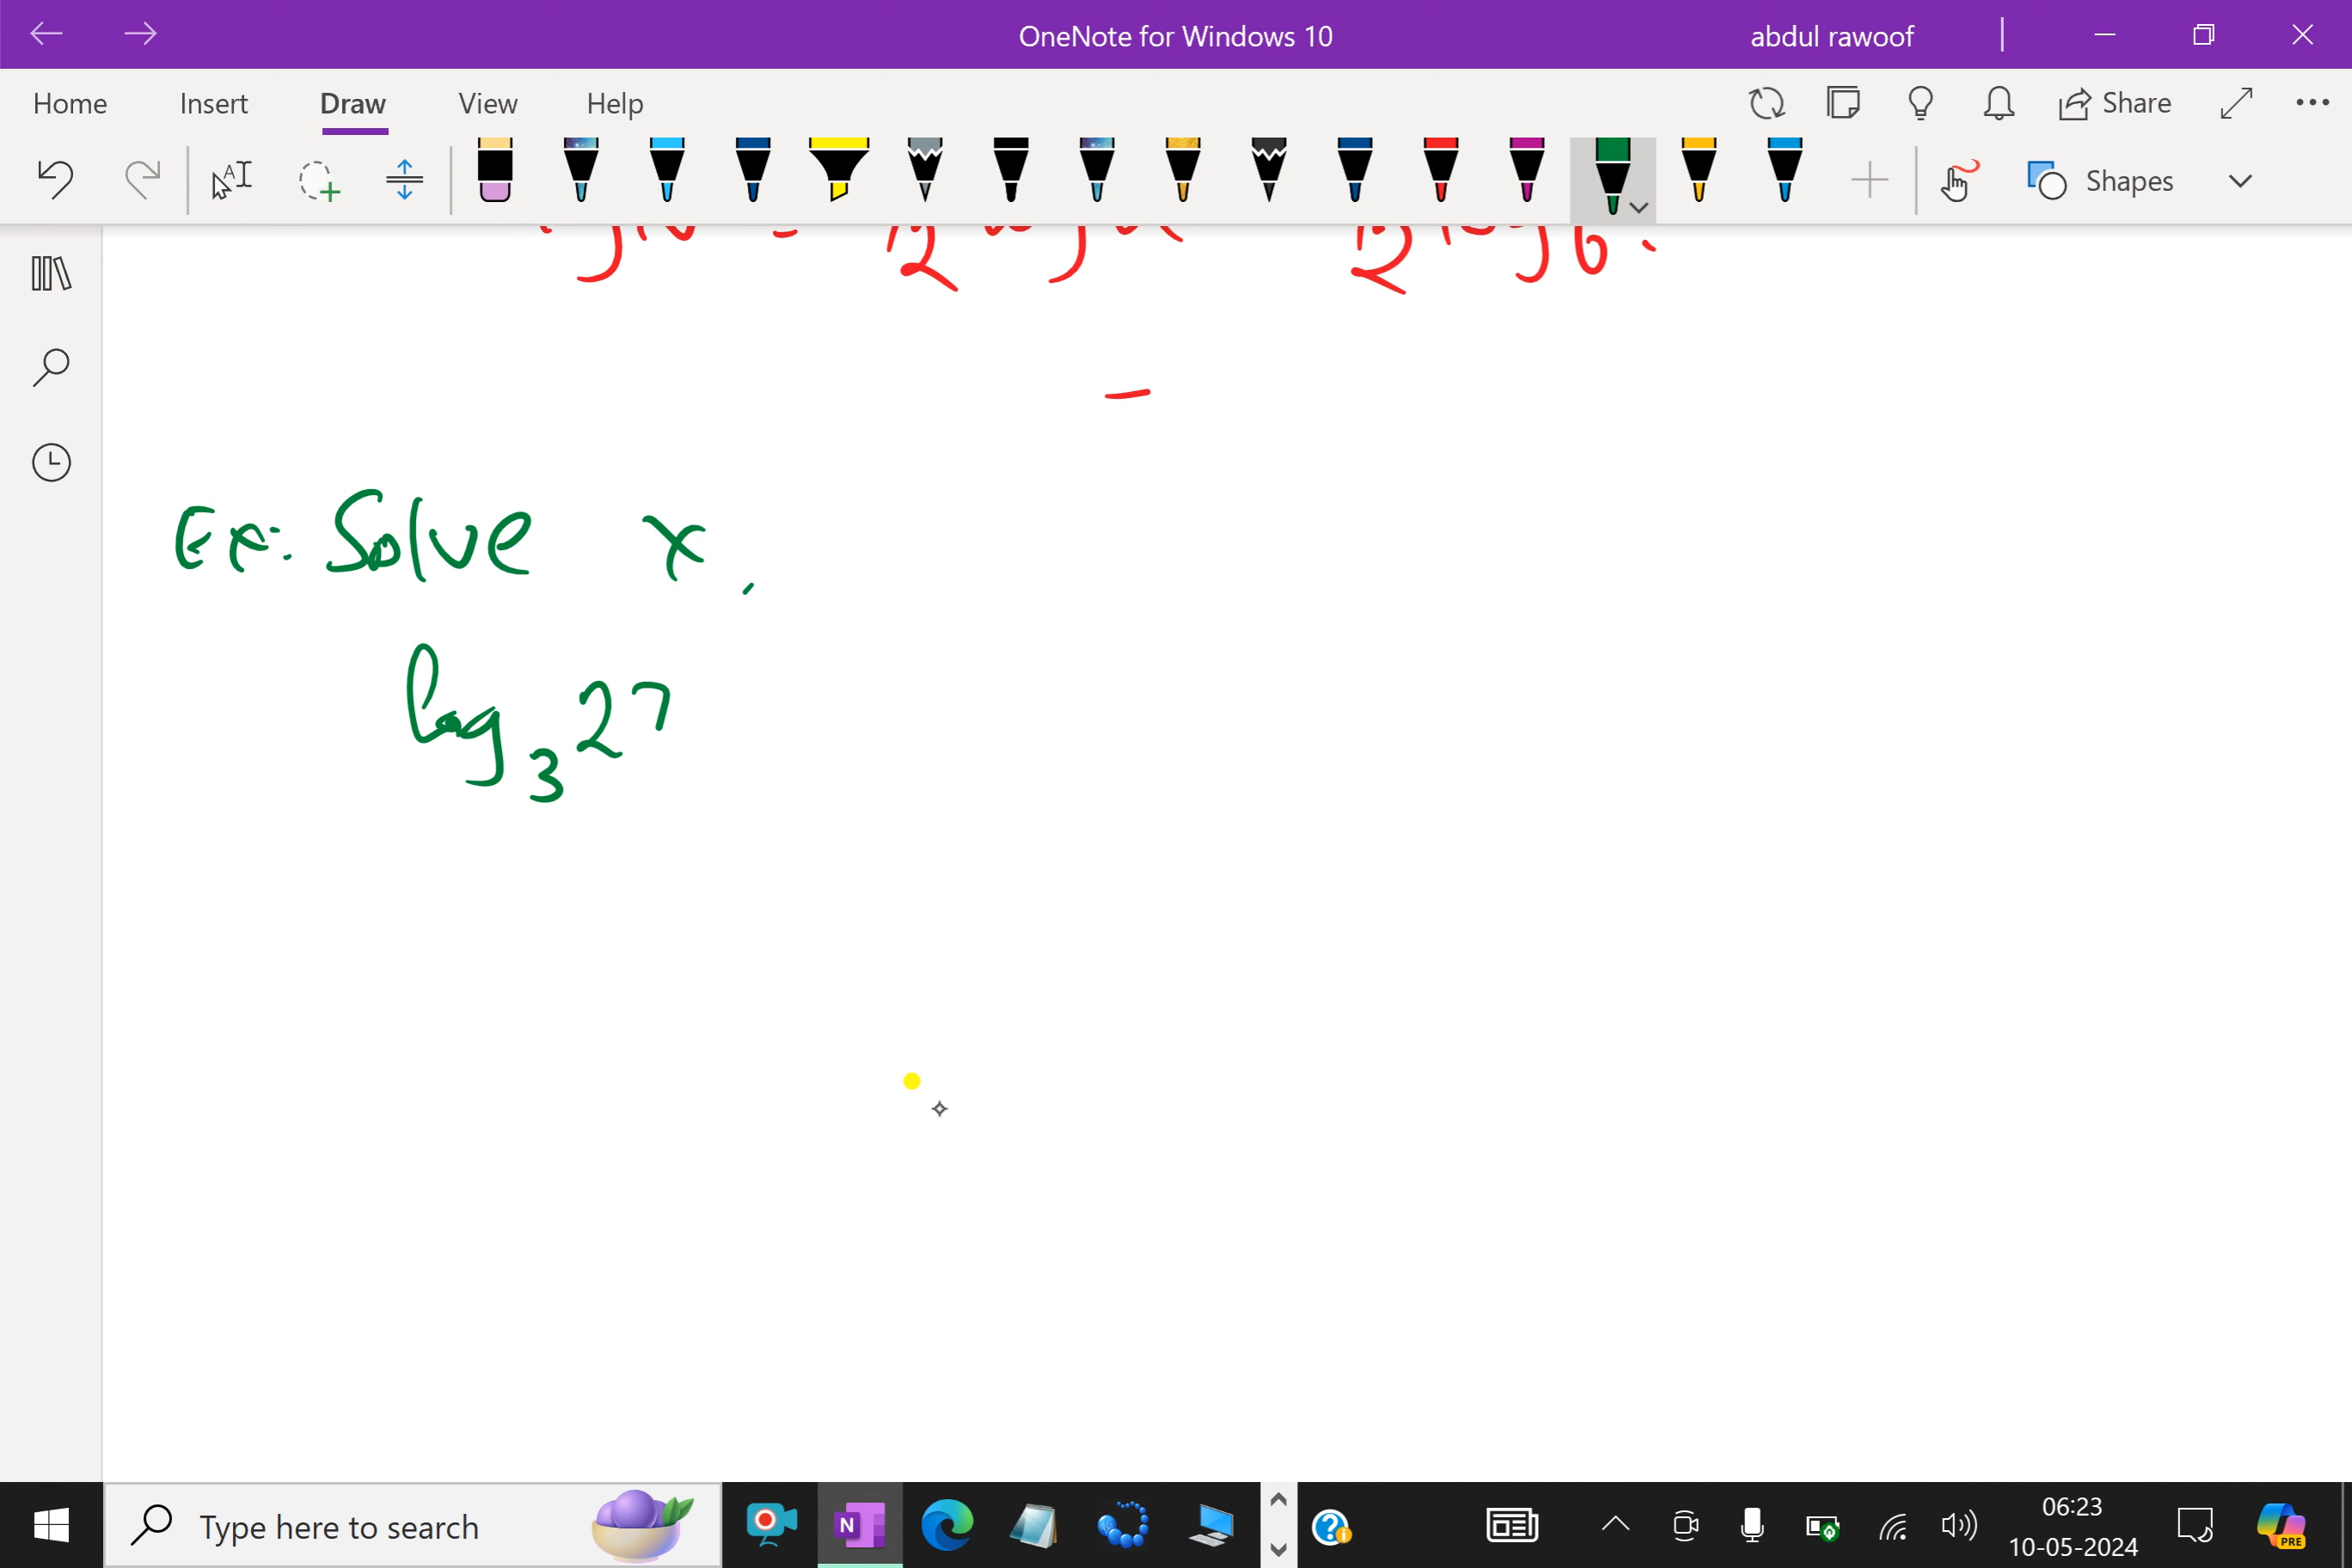 OneNote for Windows 10 abdul rawoof
Home Insert Draw View Help Share
Shapes
Ex: Solve x,
log₃27
Type here to search
N
PRE
06:23
10-05-2024